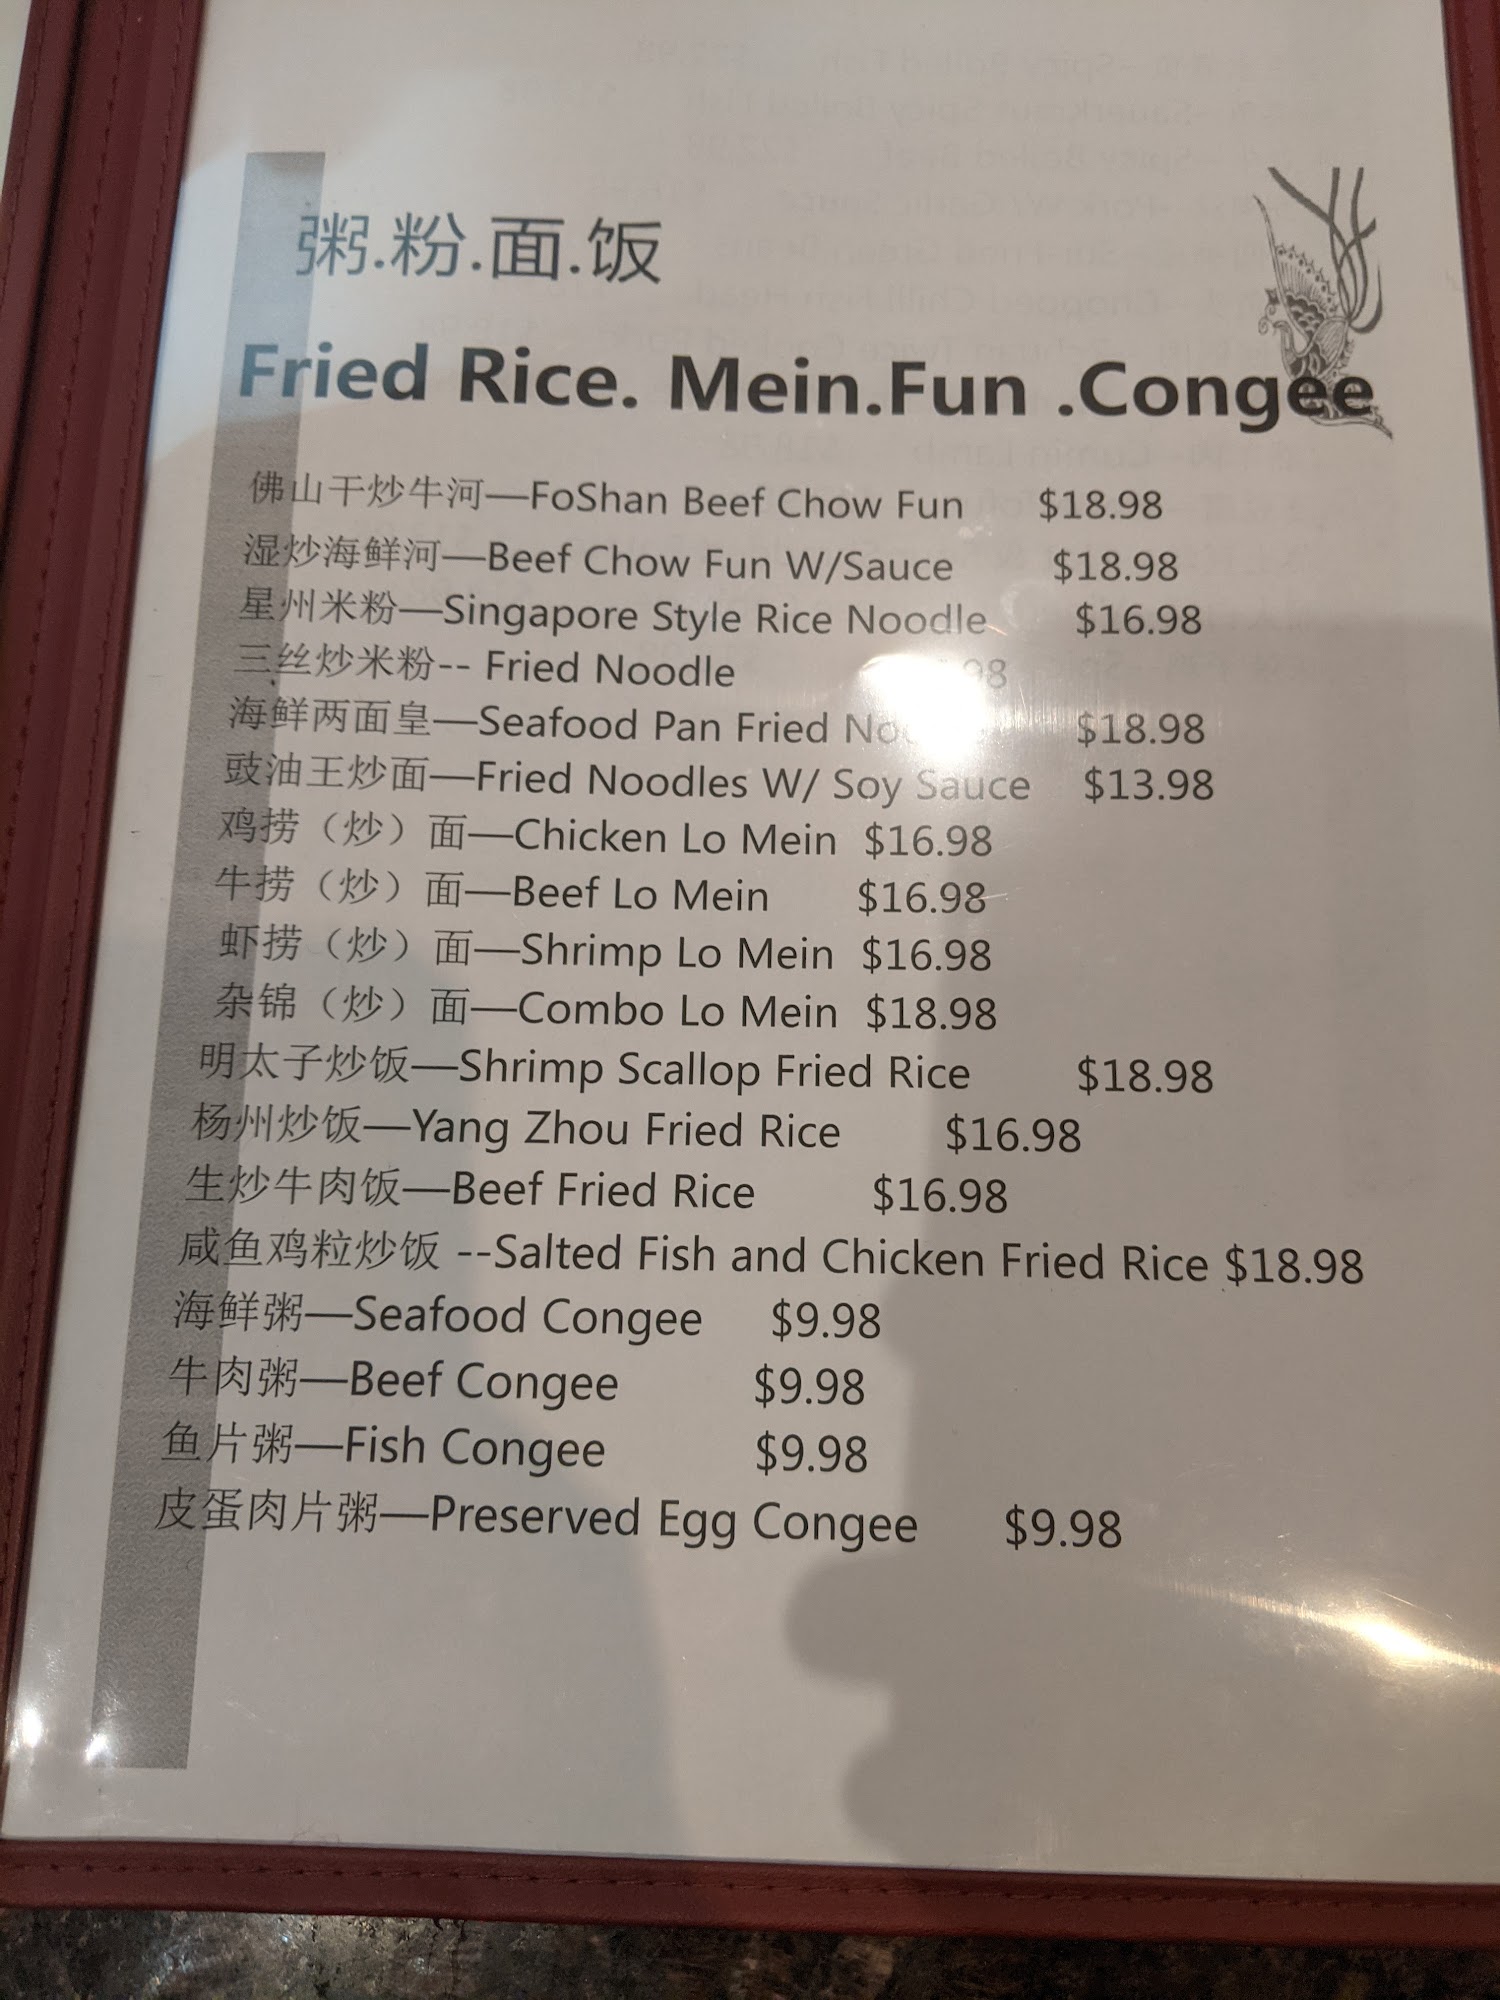 粥.粉.面.饭
Fried Rice. Mein.Fun .Congee
佛山干炒牛河—FoShan Beef Chow Fun $18.98
湿炒海鲜河—Beef Chow Fun W/Sauce $18.98
星州米粉—Singapore Style Rice Noodle $16.98
三丝炒米粉-- Fried Noodle
海鲜两面皇—Seafood Pan Fried $18.98
豉油王炒面—Fried Noodles W/ Soy Sauce $13.98
鸡捞（炒）面—Chicken Lo Mein $16.98
牛捞（炒）面—Beef Lo Mein $16.98
虾捞（炒）面—Shrimp Lo Mein $16.98
杂锦（炒）面—Combo Lo Mein $18.98
明太子炒饭—Shrimp Scallop Fried Rice $18.98
杨州炒饭—Yang Zhou Fried Rice $16.98
生炒牛肉饭—Beef Fried Rice $16.98
咸鱼鸡粒炒饭 --Salted Fish and Chicken Fried Rice $18.98
海鲜粥—Seafood Congee $9.98
牛肉粥—Beef Congee $9.98
鱼片粥—Fish Congee $9.98
皮蛋肉片粥—Preserved Egg Congee $9.98